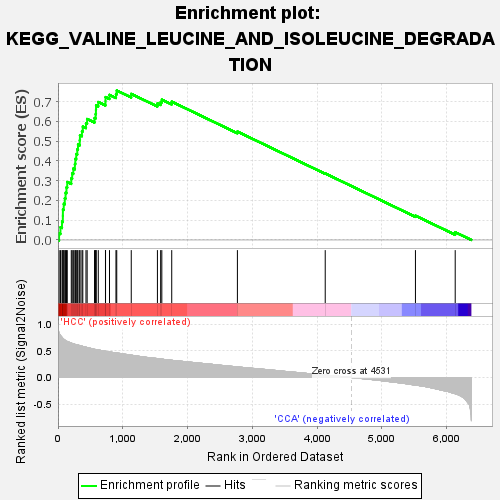 Enrichment plot:
KEGG_VALINE_LEUCINE_AND_ISOLEUCINE_DEGRADA
TION
Enrichment score (ES)
0.7
0.6
0.5
0.4
0.3
0.2
0.1
0.0
'HCC' (positively correlated)
Ranked list metric (Signal2Noise)
1.0
0.5
0.0
-0.5
Zero cross at 4531
'CCA' (negatively correlated)
0 1,000 2,000 3,000 4,000 5,000 6,000
Rank in Ordered Dataset
Enrichment profile Hits Ranking metric scores